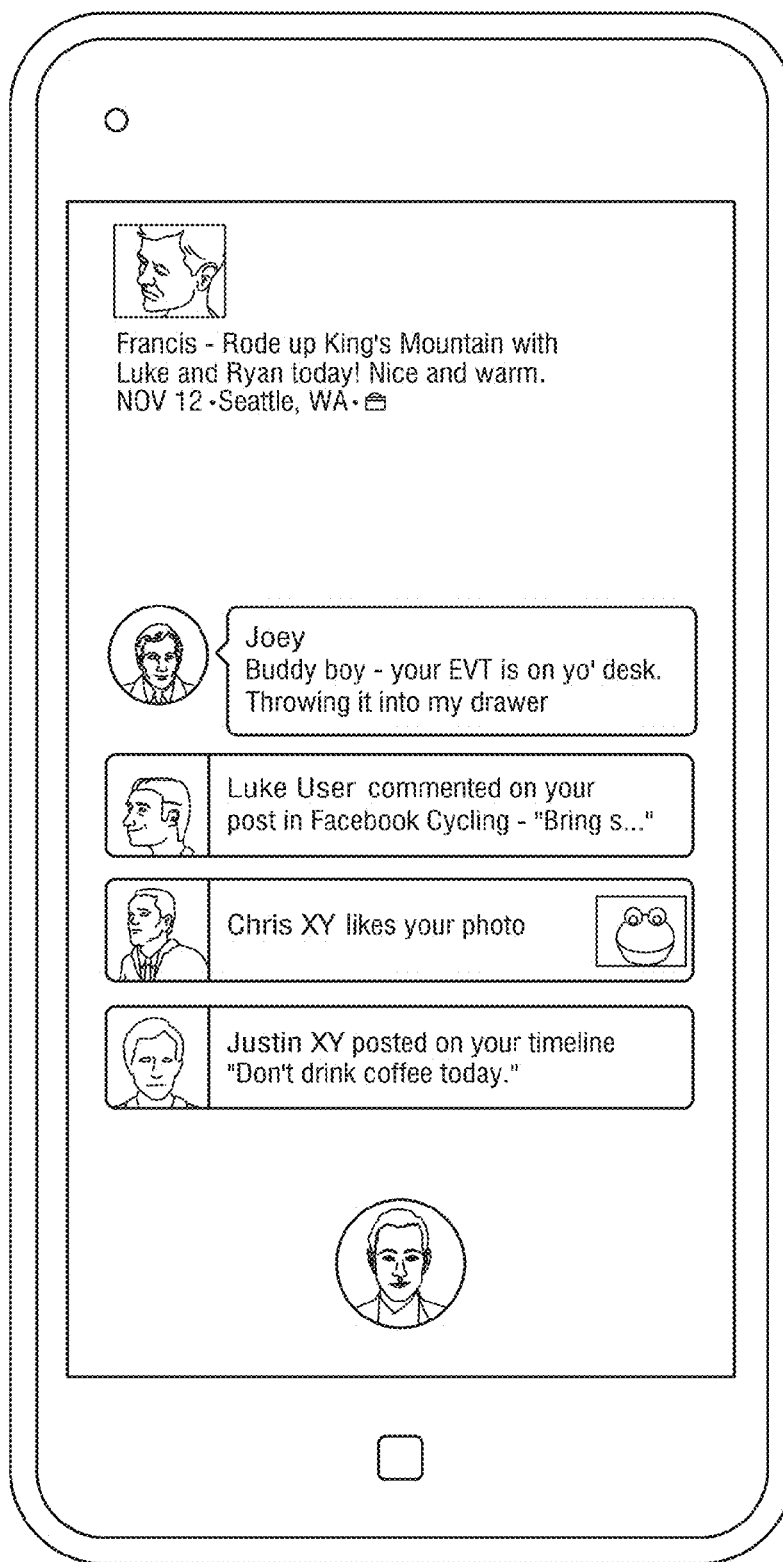 Francis - Rode up King's Mountain with
Luke and Ryan today! Nice and warm.
NOV 12 • Seattle, WA •
Joey
Buddy boy - your EVT is on yo' desk.
Throwing it into my drawer
Luke User commented on your
post in Facebook Cycling - "Bring s..."
Chris XY likes your photo
Justin XY posted on your timeline
"Don't drink coffee today."